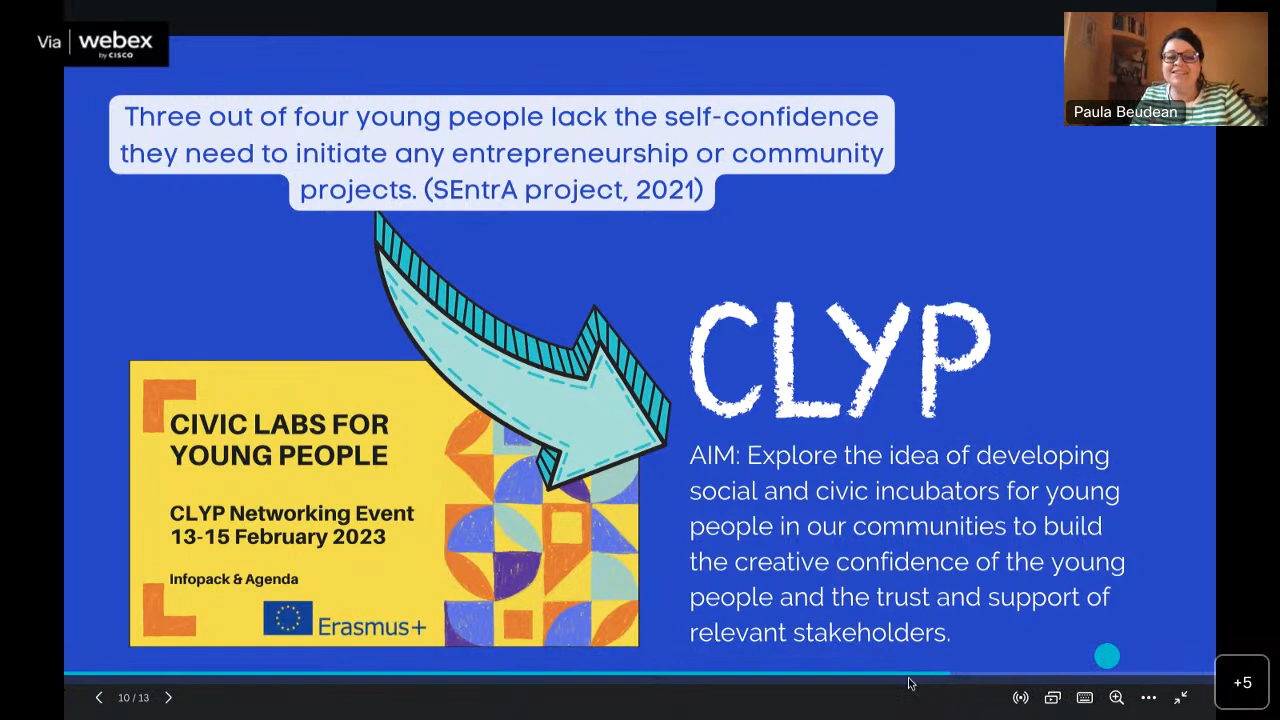 Via webex
by CISCO
Paula Beudean
Three out of four young people lack the self-confidence
they need to initiate any entrepreneurship or community
projects. (SEntrA project, 2021)
CLYP
CIVIC LABS FOR
YOUNG PEOPLE
CLYP Networking Event
13-15 February 2023
Infopack & Agenda
Erasmus+
AIM: Explore the idea of developing
social and civic incubators for young
people in our communities to build
the creative confidence of the young
people and the trust and support of
relevant stakeholders.
10 / 13
+5